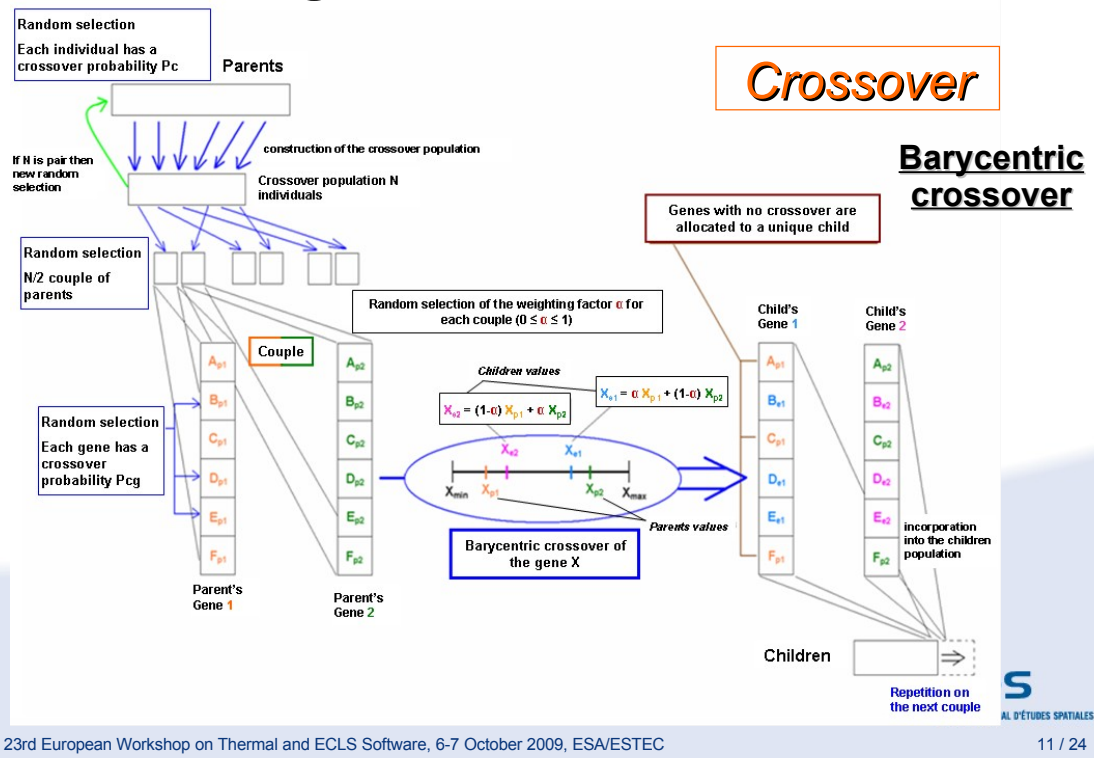 Random selection
Each individual has a
crossover probability Pc
Parents
Crossover
Barycentric
crossover
construction of the crossover population
If N is pair then
new random
selection
Crossover population N
individuals
Genes with no crossover are
allocated to a unique child
Random selection
N/2 couple of
parents
Random selection of the weighting factor α for
each couple (0 ≤ α ≤ 1)
Couple
Child's
Gene 1
Child's
Gene 2
Random selection
Each gene has a
crossover
probability Pcg
Ap1
Bp1
Cp1
Dp1
Ep1
Fp1
Parent's
Gene 1
Ap2
Bp2
Cp2
Dp2
Ep2
Fp2
Parent's
Gene 2
Children values
Xe2 = (1-α) Xp1 + α Xp2
Xe1 = α Xp1 + (1-α) Xp2
Xe2 Xe1
Xmin Xp1 Xp2 Xmax
Parents values
Barycentric crossover of
the gene X
Ap1
Be1
Cp1
De1
Ee1
Fp1
Ap2
Be2
Cp2
De2
Ee2
Fp2
incorporation
into the children
population
Children
Repetition on
the next couple
S
AL D'ÉTUDES SPATIALES
23rd European Workshop on Thermal and ECLS Software, 6-7 October 2009, ESA/ESTEC
11 / 24